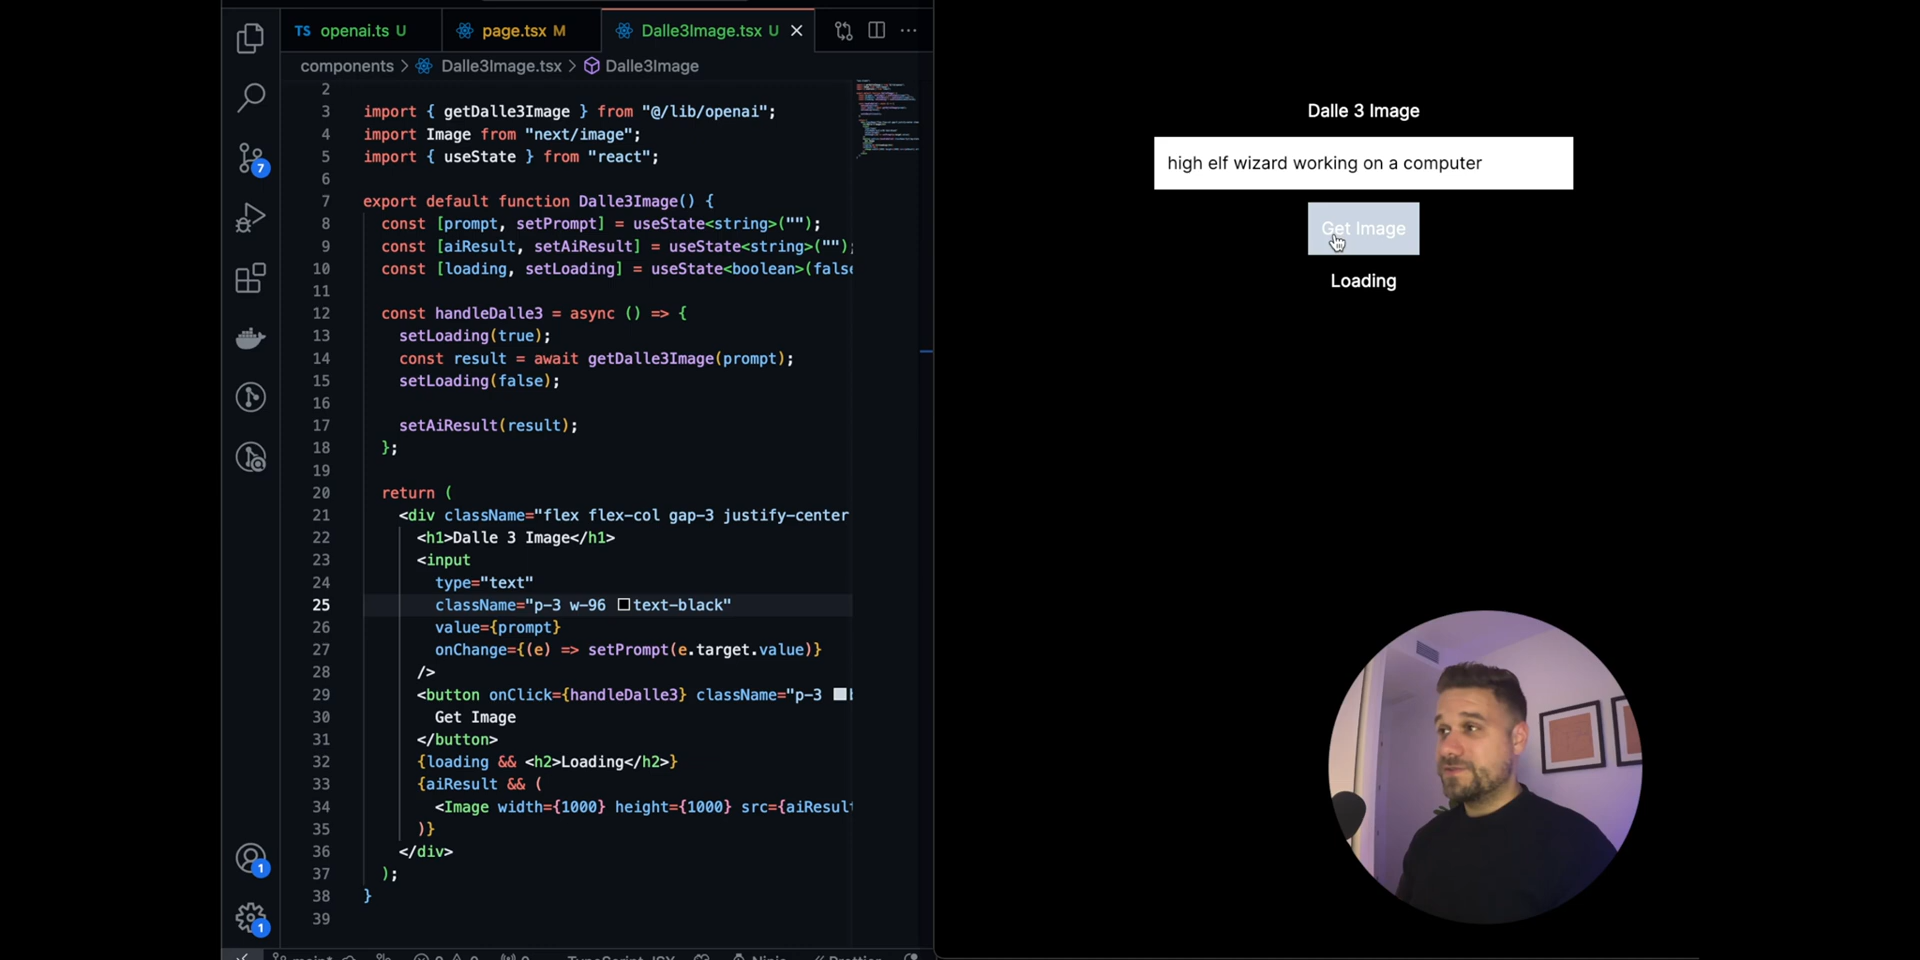 TS openai.ts U
page.tsx M
Dalle3Image.tsx U
components > Dalle3Image.tsx > Dalle3Image
2
3 import { getDalle3Image } from "@/lib/openai";
4 import Image from "next/image";
5 import { useState } from "react";
6
7 export default function Dalle3Image() {
8 const [prompt, setPrompt] = useState<string>("");
9 const [aiResult, setAiResult] = useState<string>("");
10 const [loading, setLoading] = useState<boolean>(false
11
12 const handleDalle3 = async () => {
13 setLoading(true);
14 const result = await getDalle3Image(prompt);
15 setLoading(false);
16
17 setAiResult(result);
18 };
19
20 return (
21 <div className="flex flex-col gap-3 justify-center
22 <h1>Dalle 3 Image</h1>
23 <input
24 type="text"
25 className="p-3 w-96 text-black"
26 value={prompt}
27 onChange={(e) => setPrompt(e.target.value)}
28 />
29 <button onClick={handleDalle3} className="p-3
30 Get Image
31 </button>
32 {loading && <h2>Loading</h2>}
33 {aiResult && (
34 <Image width={1000} height={1000} src={aiResult
35 )}
36 </div>
37 );
38 }
39
7
1
1
Dalle 3 Image
high elf wizard working on a computer
Get Image
Loading